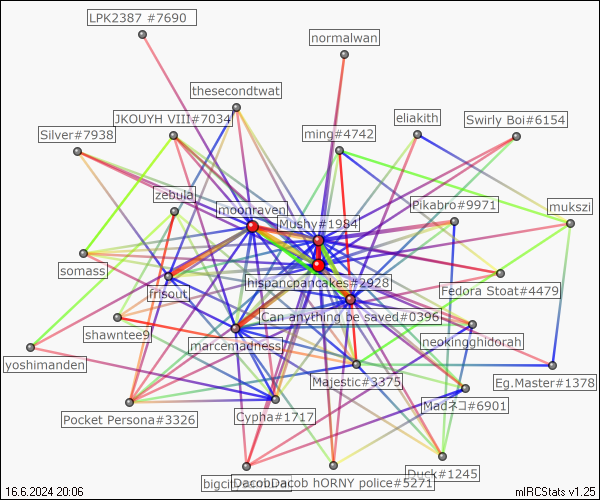 LPK2387 #7690
normalwan
thesecondtwat
JKOUYH VIII#7034
eliakith
Swirly Boi#6154
Silver#7938
ming#4742
zebula
moonraven
Pikabro#9971
mukszi
Mushy#1984
somass
frisout
hispancpancakes#2928
Fedora Stoat#4479
Can anything be saved#0396
shawntee9
marcemadness
neokingghidorah
yoshimanden
Majestic#3375
Eg.Master#1378
Pocket Persona#3326
Cypha#1717
Madネコ#6901
Duck#1245
DacobDacob hORNY police#5271
16.6.2024 20:06
mIRCStats v1.25